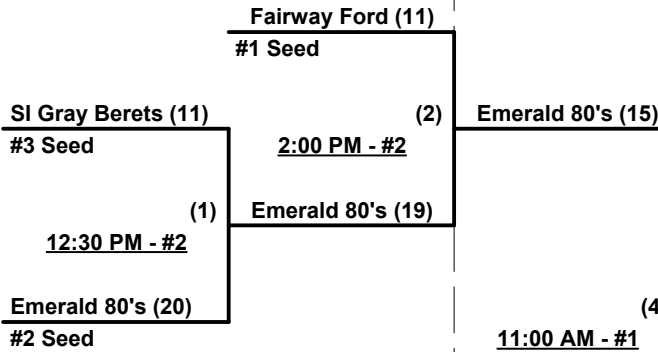 Fairway Ford (11)
#1 Seed
SI Gray Berets (11)
#3 Seed
(2)
2:00 PM - #2
Emerald 80's (15)
(1)
12:30 PM - #2
Emerald 80's (19)
Emerald 80's (20)
#2 Seed
(4
11:00 AM - #1